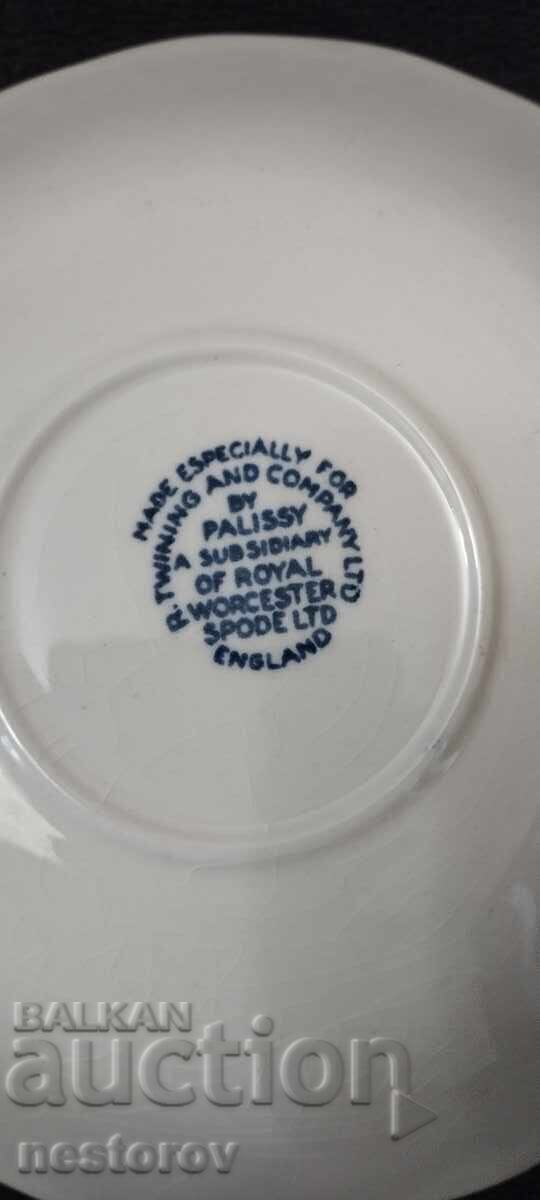 MADE ESPECIALLY FOR
R. TWINING AND COMPANY LTD
BY
PALISSY
A SUBSIDIARY
OF ROYAL
WORCESTER
SPODE LTD
ENGLAND
BALKAN
auction
nestorov